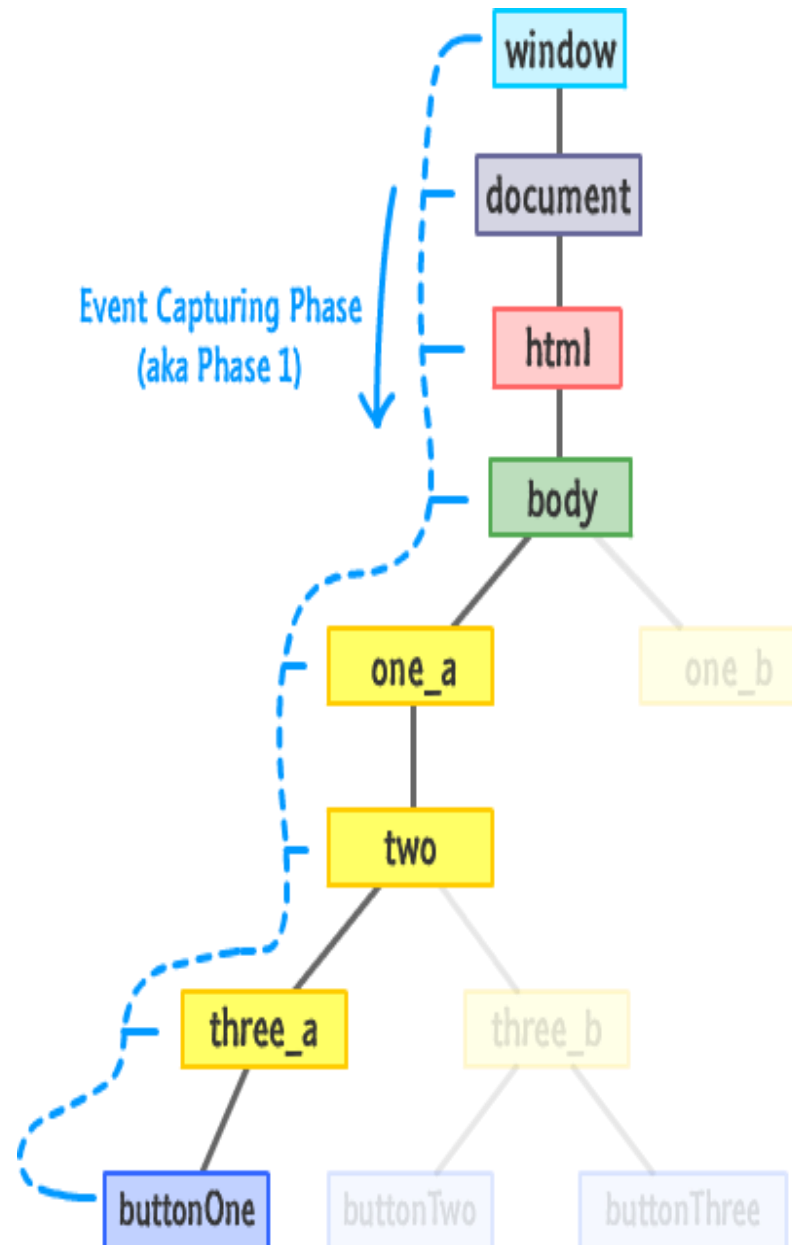 window
document
Event Capturing Phase
(aka Phase 1)
html
body
one_a
one_b
two
three_a
three_b
buttonOne
buttonTwo
buttonThree